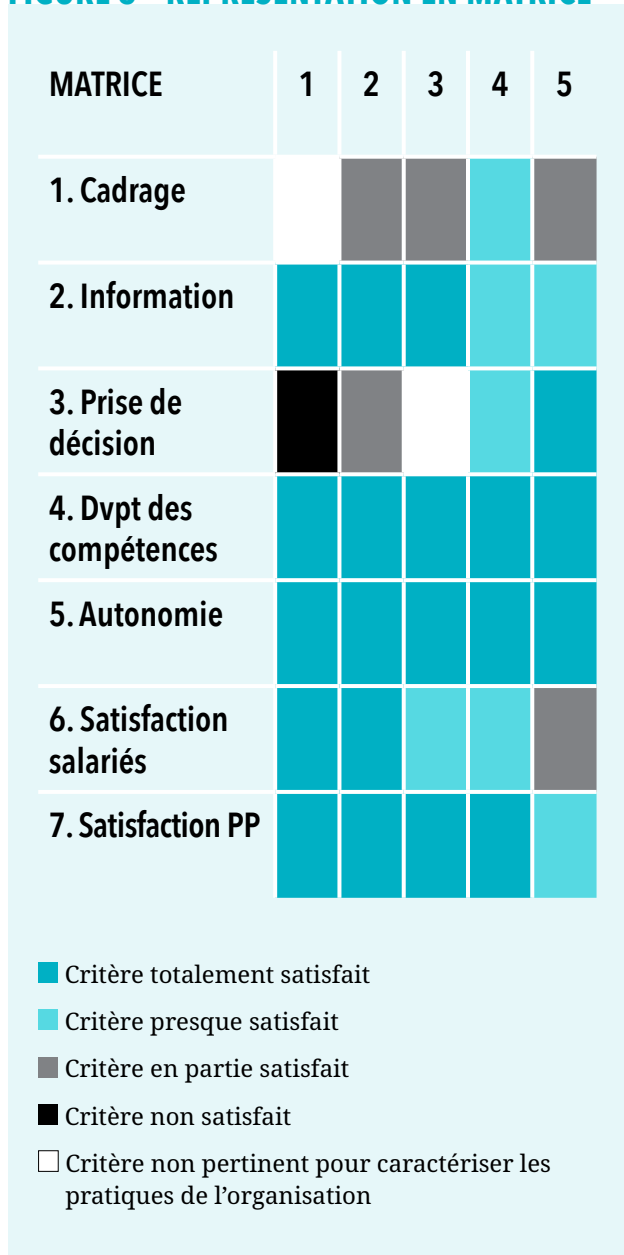 MATRICE 1 2 3 4 5
1. Cadrage
2. Information
3. Prise de
décision
4. Dvpt des
compétences
5. Autonomie
6. Satisfaction
salariés
7. Satisfaction PP
Critère totalement satisfait
Critère presque satisfait
Critère en partie satisfait
Critère non satisfait
Critère non pertinent pour caractériser les
pratiques de l’organisation